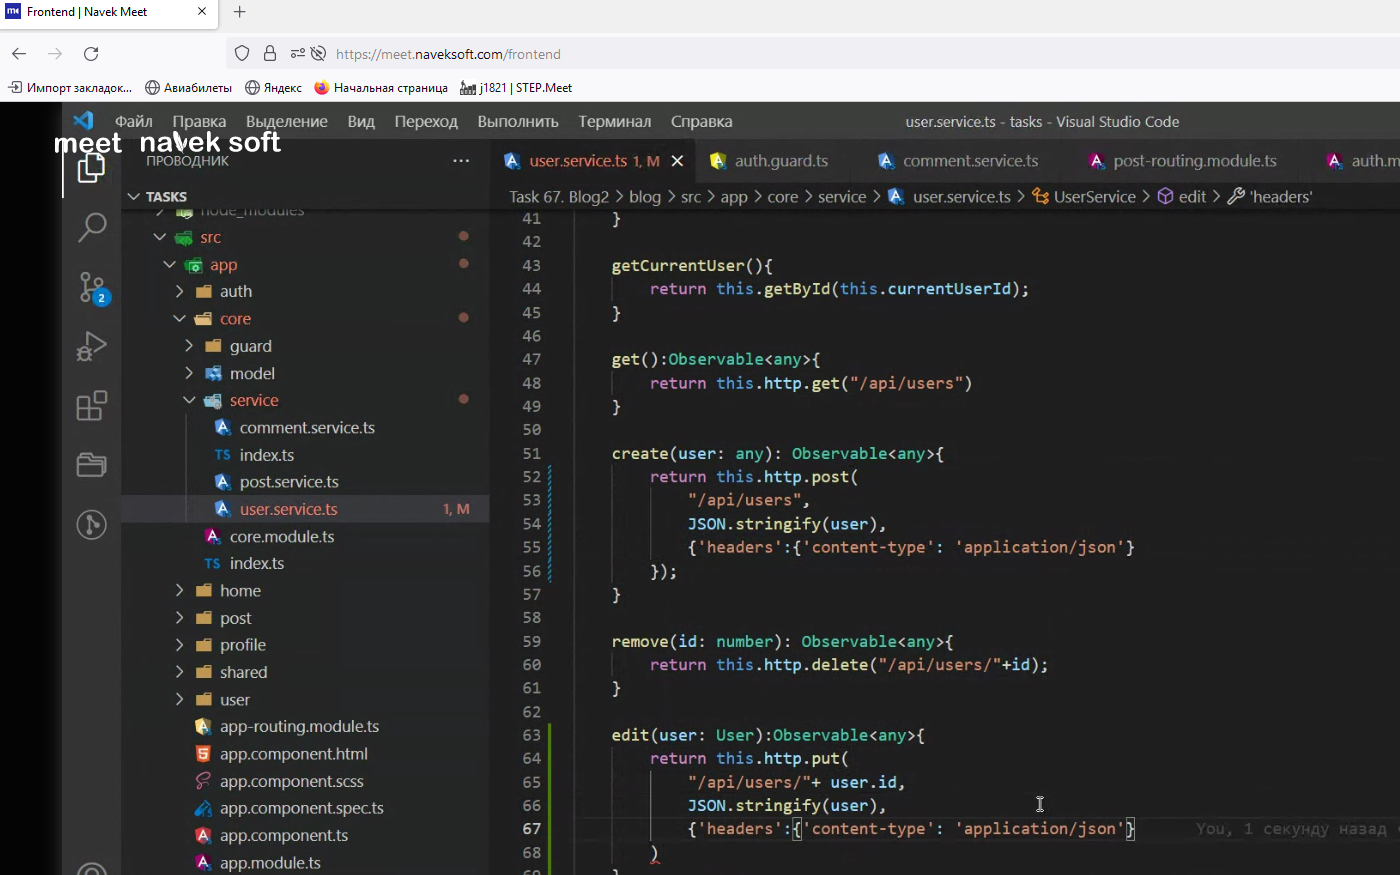 Frontend | Navek Meet
https://meet.naveksoft.com/frontend
Импорт закладок...
Авиабилеты
Яндекс
Начальная страница
j1821 | STEP.Meet
Файл Правка Выделение Вид Переход Выполнить Терминал Справка
user.service.ts - tasks - Visual Studio Code
meet navek soft
ПРОВОДНИК
user.service.ts 1, M
auth.guard.ts
comment.service.ts
post-routing.module.ts
auth.m
TASKS
Task 67. Blog2 > blog > src > app > core > service > user.service.ts > UserService > edit > 'headers'
node_modules
src
app
auth
core
guard
model
service
comment.service.ts
TS index.ts
post.service.ts
user.service.ts 1, M
core.module.ts
TS index.ts
home
post
profile
shared
user
app-routing.module.ts
app.component.html
app.component.scss
app.component.spec.ts
app.component.ts
app.module.ts
2
41 }
42
43 getCurrentUser(){
44 return this.getById(this.currentUserId);
45 }
46
47 get():Observable<any>{
48 return this.http.get("/api/users")
49 }
50
51 create(user: any): Observable<any>{
52 return this.http.post(
53 "/api/users",
54 JSON.stringify(user),
55 {'headers':{'content-type': 'application/json'}
56 });
57 }
58
59 remove(id: number): Observable<any>{
60 return this.http.delete("/api/users/"+id);
61 }
62
63 edit(user: User):Observable<any>{
64 return this.http.put(
65 "/api/users/"+ user.id,
66 JSON.stringify(user),
67 {'headers':{'content-type': 'application/json'} You, 1 секунду назад
68 )